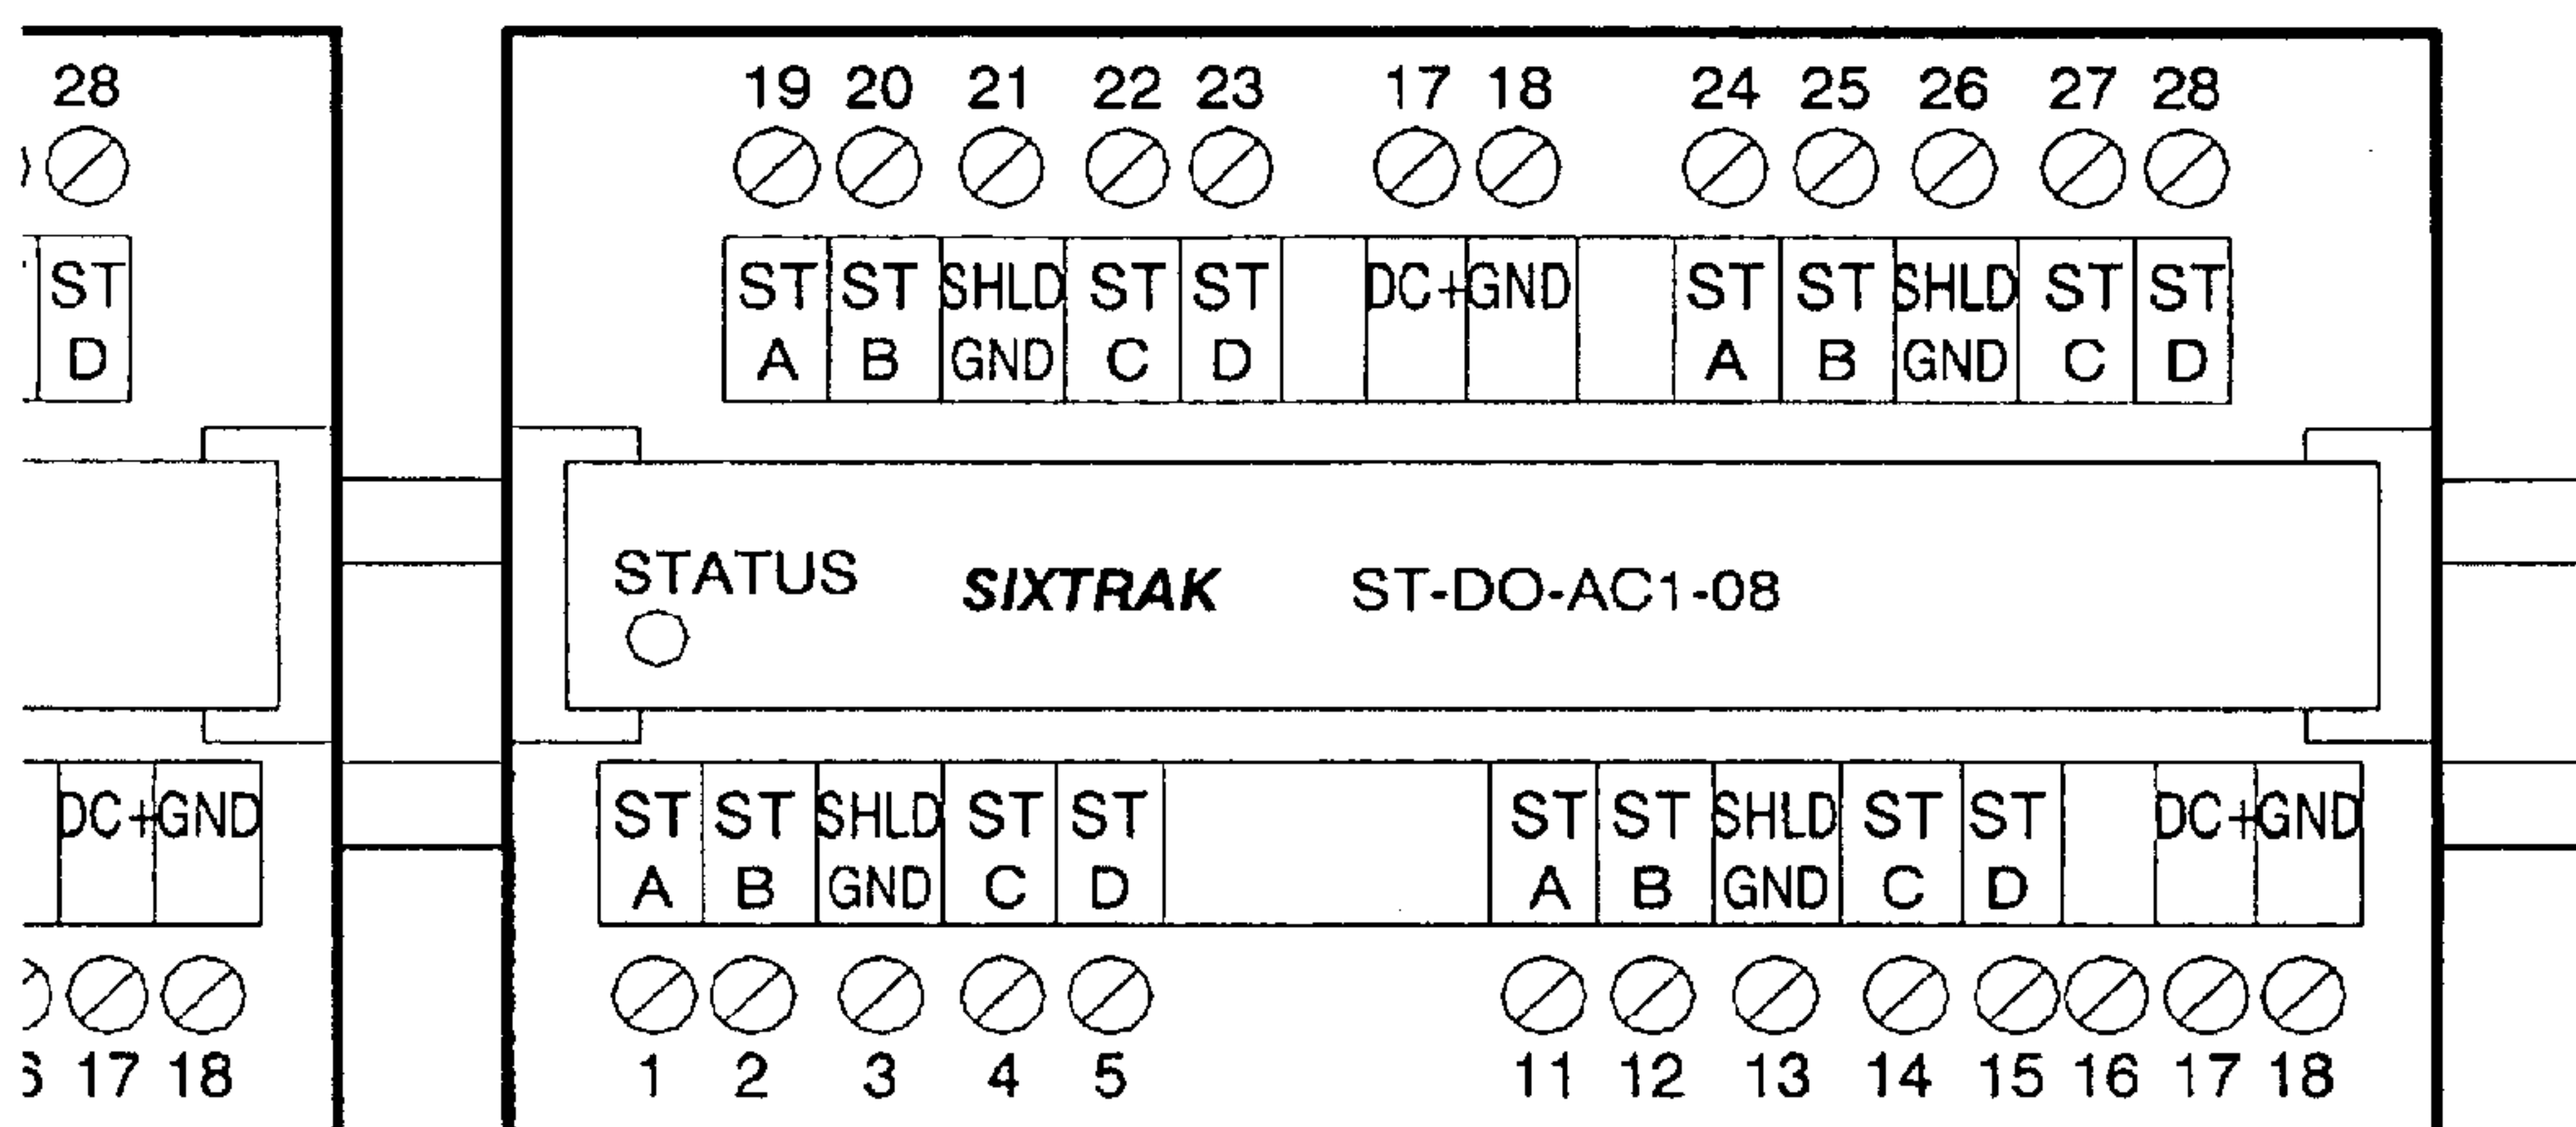 28
19 20 21 22 23 17 18 24 25 26 27 28
ST
D
ST ST SHLD ST ST DC+ GND ST ST SHLD ST ST
A B GND C D A B GND C D
STATUS SIXTRAK ST-DO-AC1-08
DC+ GND
ST ST SHLD ST ST ST ST SHLD ST ST DC+ GND
A B GND C D A B GND C D
6 17 18
1 2 3 4 5 11 12 13 14 15 16 17 18